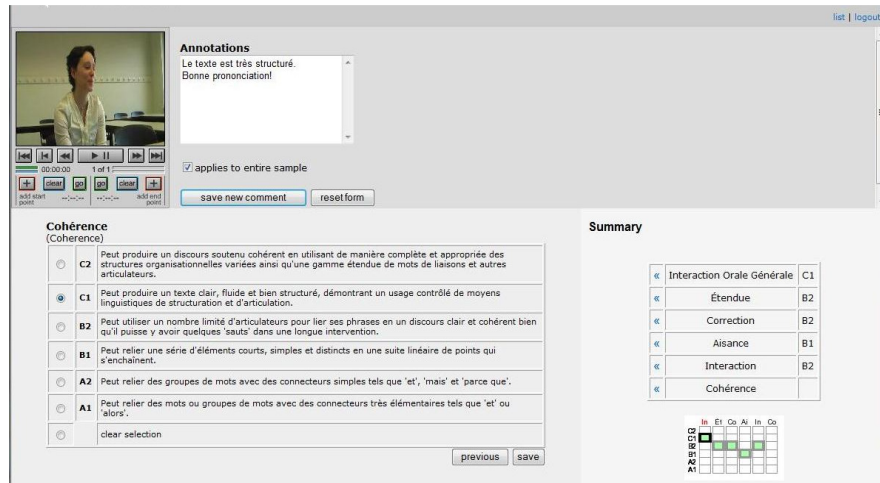 list | logout
Annotations
Le texte est très structuré.
Bonne prononciation!
00:00:00 1 of 1
clear go go clear
add start point --:--:-- --:--:-- add end point
applies to entire sample
save new comment reset form
Cohérence
(Coherence)
C2 Peut produire un discours soutenu cohérent en utilisant de manière complète et appropriée des
structures organisationnelles variées ainsi qu'une gamme étendue de mots de liaisons et autres
articulateurs.
C1 Peut produire un texte clair, fluide et bien structuré, démontrant un usage contrôlé de moyens
linguistiques de structuration et d'articulation.
B2 Peut utiliser un nombre limité d'articulateurs pour lier ses phrases en un discours clair et cohérent bien
qu'il puisse y avoir quelques 'sauts' dans une longue intervention.
B1 Peut relier une série d'éléments courts, simples et distincts en une suite linéaire de points qui
s'enchaînent.
A2 Peut relier des groupes de mots avec des connecteurs simples tels que 'et', 'mais' et 'parce que'.
A1 Peut relier des mots ou groupes de mots avec des connecteurs très élémentaires tels que 'et' ou
'alors'.
clear selection
previous save
Summary
« Interaction Orale Générale C1
« Étendue B2
« Correction B2
« Aisance B1
« Interaction B2
« Cohérence
In Ét Co Ai In Co
C2
C1
B2
B1
A2
A1